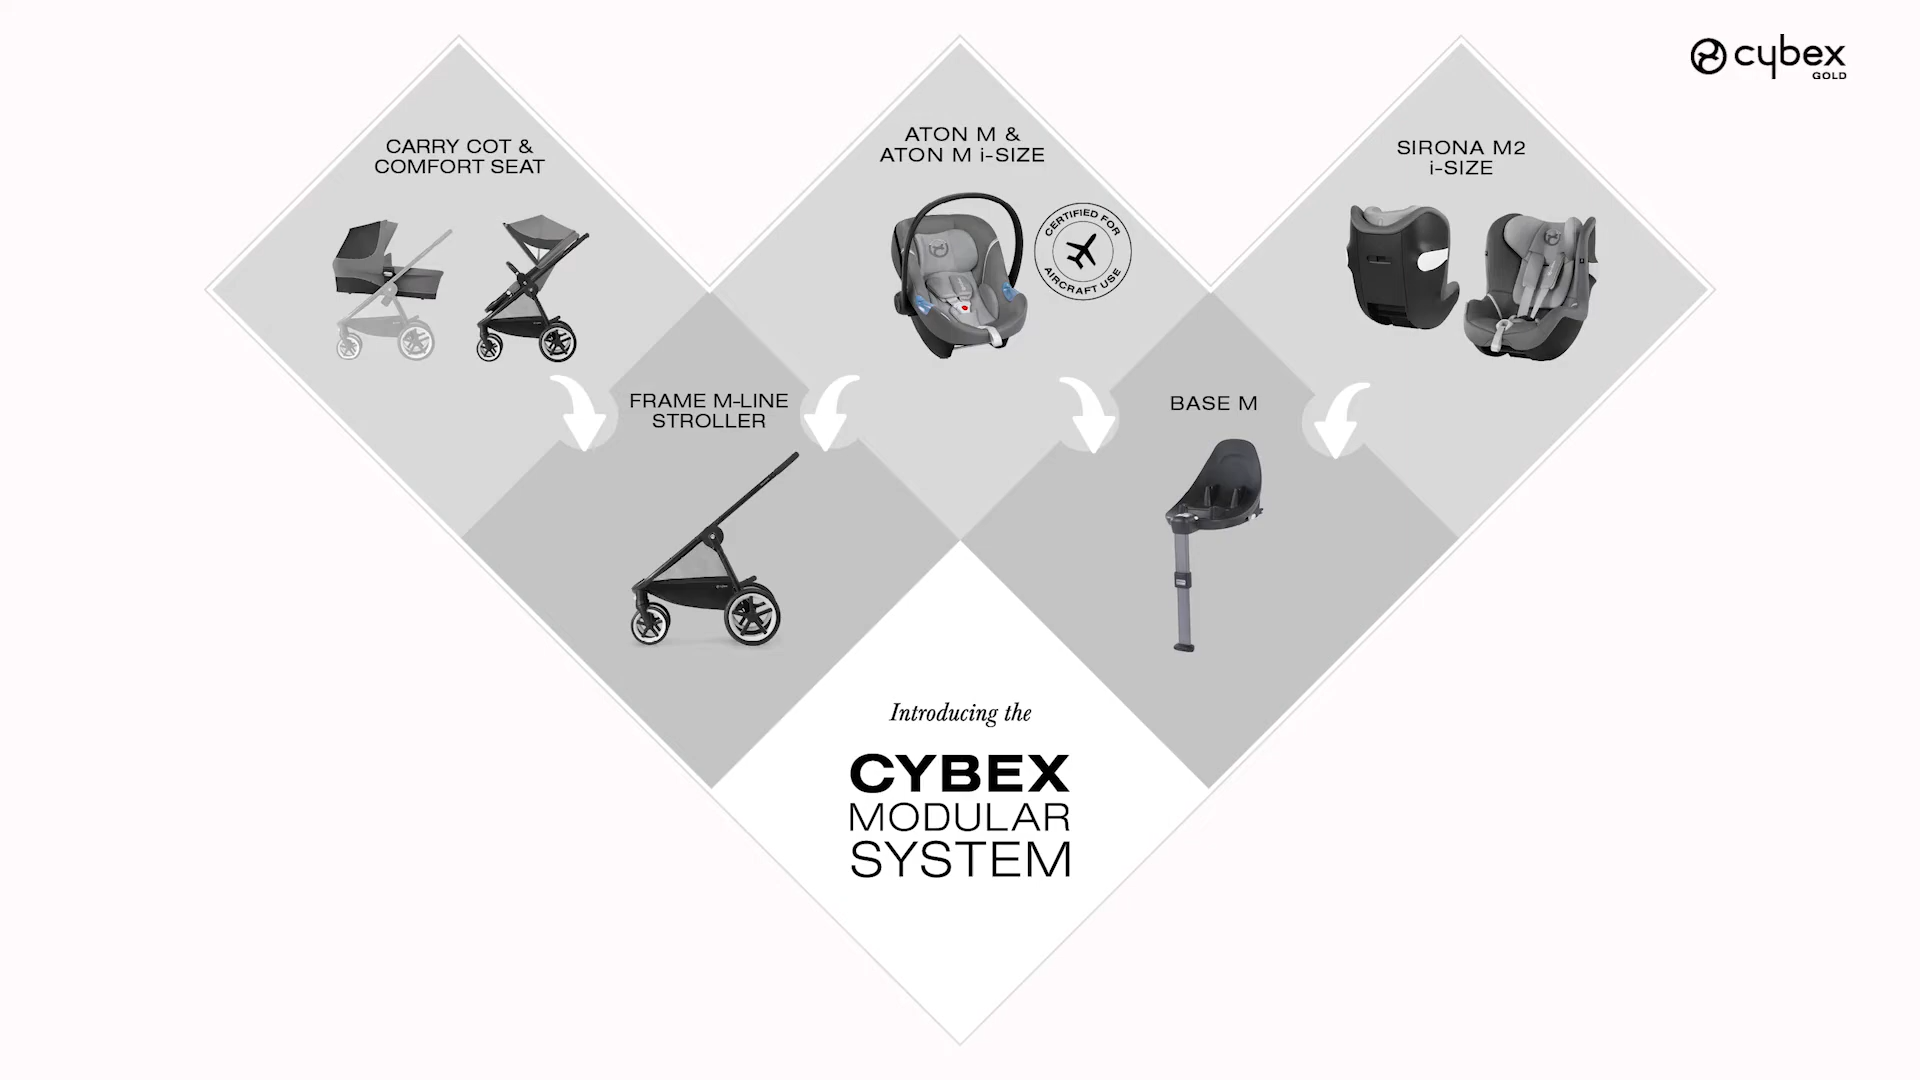 cybex
GOLD
CARRY COT &
COMFORT SEAT
ATON M &
ATON M i-SIZE
CERTIFIED FOR
AIRCRAFT USE
SIRONA M2
i-SIZE
FRAME M-LINE
STROLLER
BASE M
Introducing the
CYBEX
MODULAR
SYSTEM